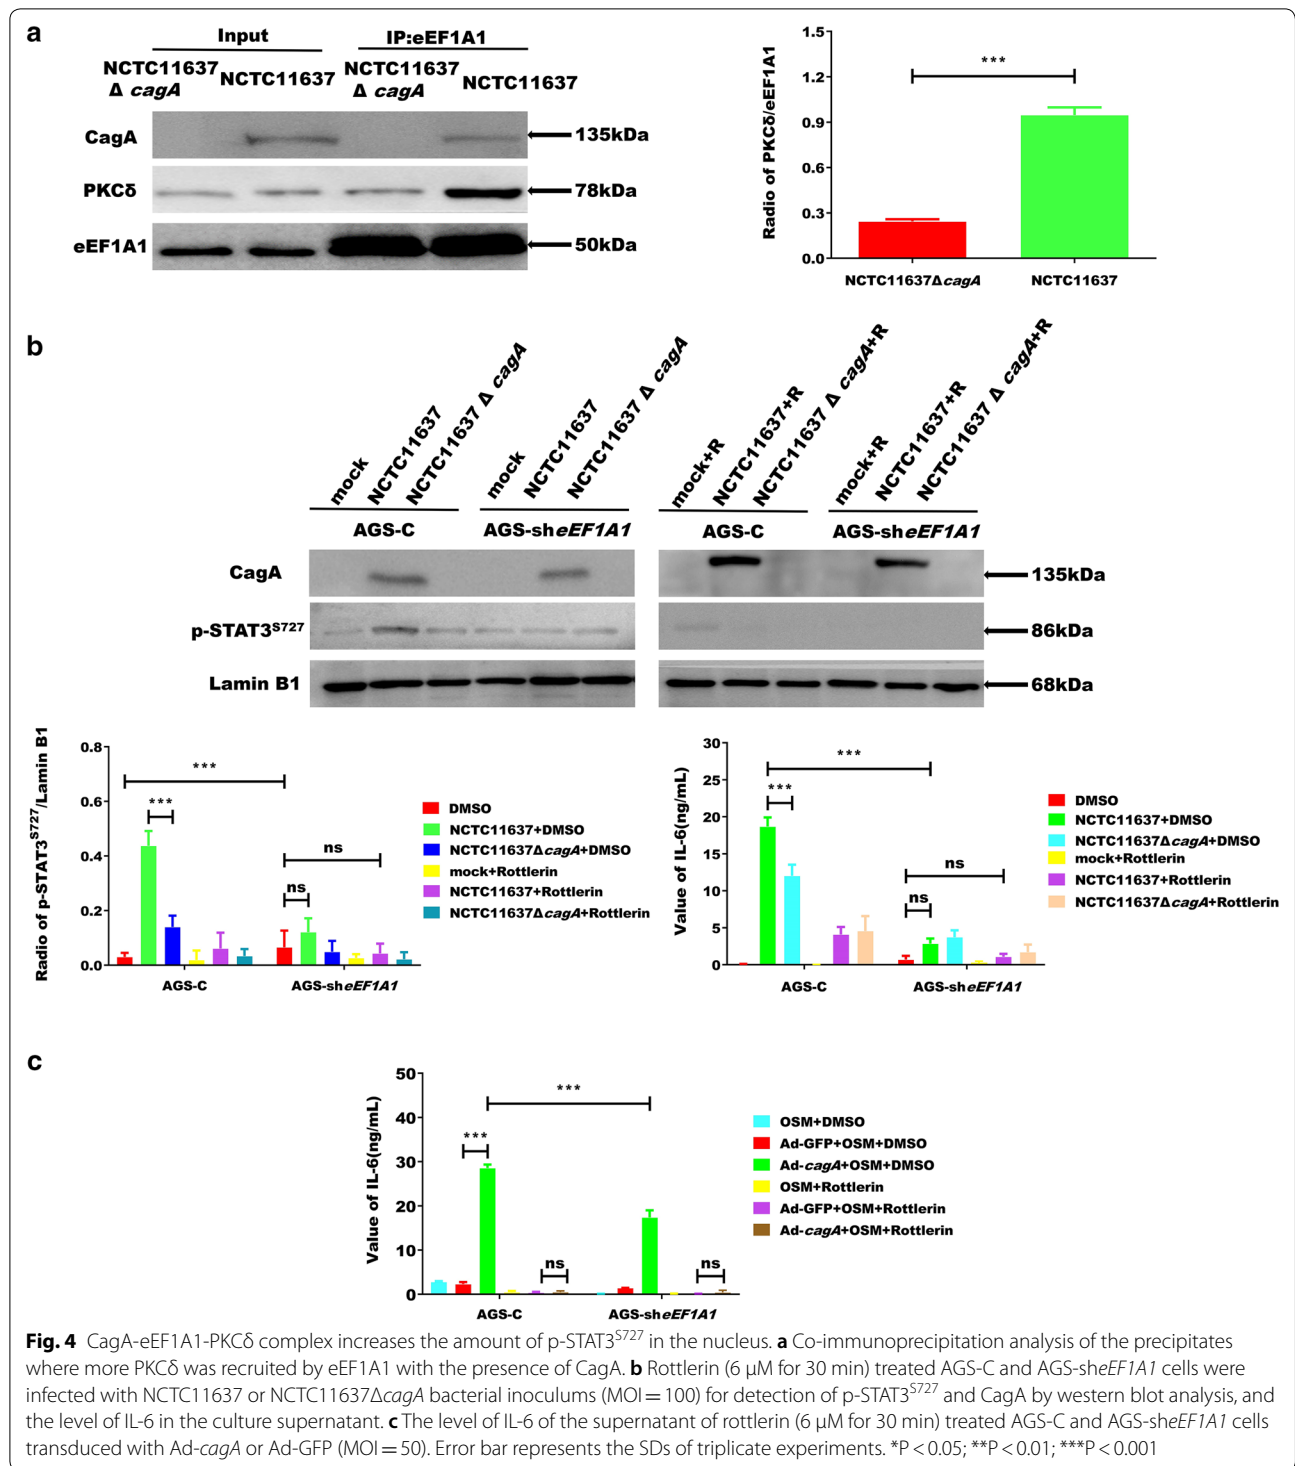 a
Input
IP:eEF1A1
NCTC11637
Δ cagA
NCTC11637
NCTC11637
Δ cagA
NCTC11637
CagA
135kDa
PKCδ
78kDa
eEF1A1
50kDa
Radio of PKCδ/eEF1A1
1.5
1.2
0.9
0.6
0.3
0.0
***
NCTC11637Δcag​A
NCTC11637
b
mock
NCTC11637
NCTC11637 Δ cagA
mock
NCTC11637
NCTC11637 Δ cagA
mock+R
NCTC11637+R
NCTC11637 Δ cagA+R
mock+R
NCTC11637+R
NCTC11637 Δ cagA+R
AGS-C
AGS-sheEF1A1
AGS-C
AGS-sheEF1A1
CagA
135kDa
p-STAT3S727
86kDa
Lamin B1
68kDa
Radio of p-STAT3S727/Lamin B1
0.8
0.6
0.4
0.2
0.0
***
***
ns
ns
AGS-C
AGS-sheEF1A1
DMSO
NCTC11637+DMSO
NCTC11637ΔcagA+DMSO
mock+Rottlerin
NCTC11637+Rottlerin
NCTC11637ΔcagA+Rottlerin
Value of IL-6(ng/mL)
30
25
20
15
10
5
0
***
***
ns
ns
AGS-C
AGS-sheEF1A1
DMSO
NCTC11637+DMSO
NCTC11637ΔcagA+DMSO
mock+Rottlerin
NCTC11637+Rottlerin
NCTC11637ΔcagA+Rottlerin
c
Value of IL-6(ng/mL)
50
40
30
20
10
0
***
***
ns
ns
AGS-C
AGS-sheEF1A1
OSM+DMSO
Ad-GFP+OSM+DMSO
Ad-cagA+OSM+DMSO
OSM+Rottlerin
Ad-GFP+OSM+Rottlerin
Ad-cagA+OSM+Rottlerin
Fig. 4 CagA-eEF1A1-PKCδ complex increases the amount of p-STAT3S727 in the nucleus. a Co-immunoprecipitation analysis of the precipitates
where more PKCδ was recruited by eEF1A1 with the presence of CagA. b Rottlerin (6 μM for 30 min) treated AGS-C and AGS-sheEF1A1 cells were
infected with NCTC11637 or NCTC11637ΔcagA bacterial inoculums (MOI = 100) for detection of p-STAT3S727 and CagA by western blot analysis, and
the level of IL-6 in the culture supernatant. c The level of IL-6 of the supernatant of rottlerin (6 μM for 30 min) treated AGS-C and AGS-sheEF1A1 cells
transduced with Ad-cagA or Ad-GFP (MOI = 50). Error bar represents the SDs of triplicate experiments. *P < 0.05; **P < 0.01; ***P < 0.001